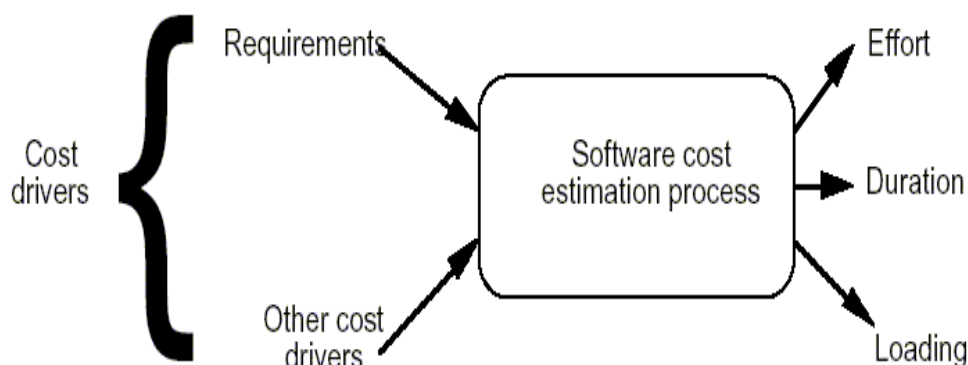 Cost
drivers
Requirements
Other cost
drivers
Software cost
estimation process
Effort
Duration
Loading